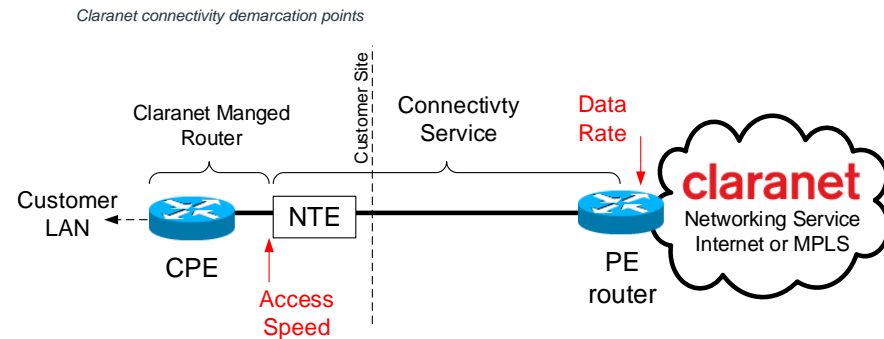 Claranet connectivity demarcation points
Customer Site
Claranet Manged
Router
Connectivty
Service
Data
Rate
Customer
LAN
NTE
claranet
Networking Service
Internet or MPLS
CPE
PE
router
Access
Speed